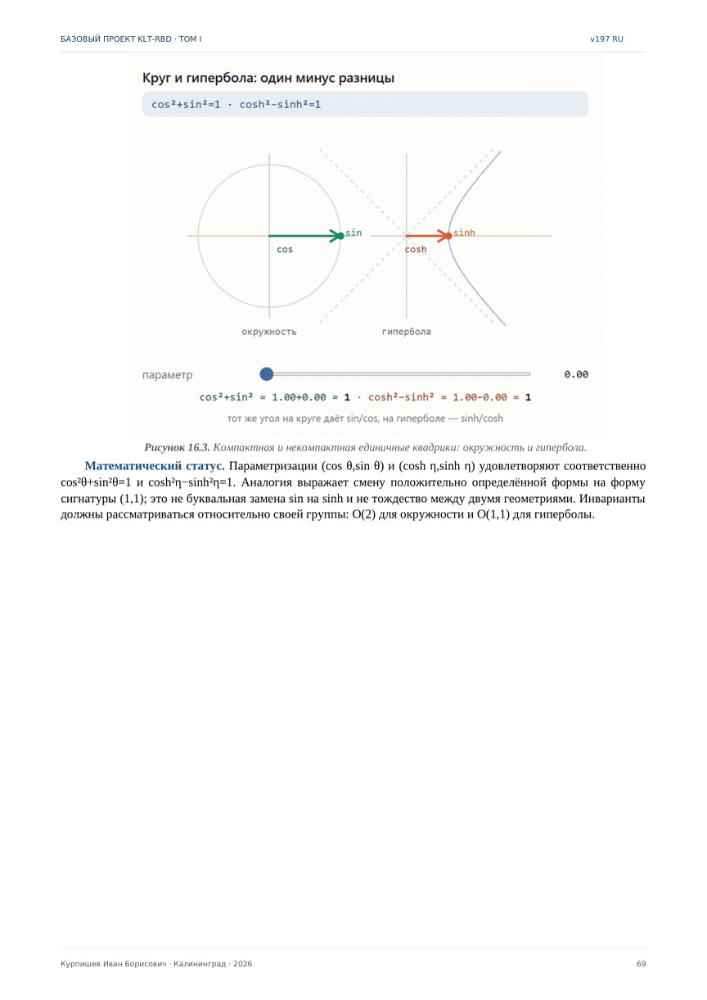 БАЗОВЫЙ ПРОЕКТ KLT-RBD · ТОМ I
v197 RU
Круг и гипербола: один минус разницы
cos²+sin²=1 · cosh²−sinh²=1
sin
cos
sinh
cosh
окружность
гипербола
параметр
0.00
cos²+sin² = 1.00+0.00 = 1 · cosh²−sinh² = 1.00−0.00 = 1
тот же угол на круге даёт sin/cos, на гиперболе — sinh/cosh
Рисунок 16.3. Компактная и некомпактная единичные квадрики: окружность и гипербола.
Математический статус. Параметризации (cos θ,sin θ) и (cosh η,sinh η) удовлетворяют соответственно
cos²θ+sin²θ=1 и cosh²η−sinh²η=1. Аналогия выражает смену положительно определённой формы на форму
сигнатуры (1,1); это не буквальная замена sin на sinh и не тождество между двумя геометриями. Инварианты
должны рассматриваться относительно своей группы: O(2) для окружности и O(1,1) для гиперболы.
Курпишев Иван Борисович · Калининград · 2026
69